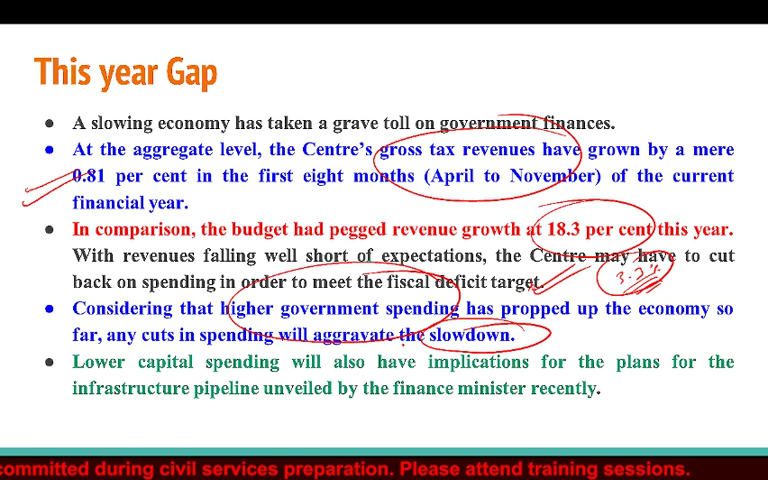 This year Gap
● A slowing economy has taken a grave toll on government finances.
● At the aggregate level, the Centre's gross tax revenues have grown by a mere
0.81 per cent in the first eight months (April to November) of the current
financial year.
● In comparison, the budget had pegged revenue growth at 18.3 per cent this year.
With revenues falling well short of expectations, the Centre may have to cut
back on spending in order to meet the fiscal deficit target.
● Considering that higher government spending has propped up the economy so
far, any cuts in spending will aggravate the slowdown.
● Lower capital spending will also have implications for the plans for the
infrastructure pipeline unveiled by the finance minister recently.
committed during civil services preparation. Please attend training sessions.